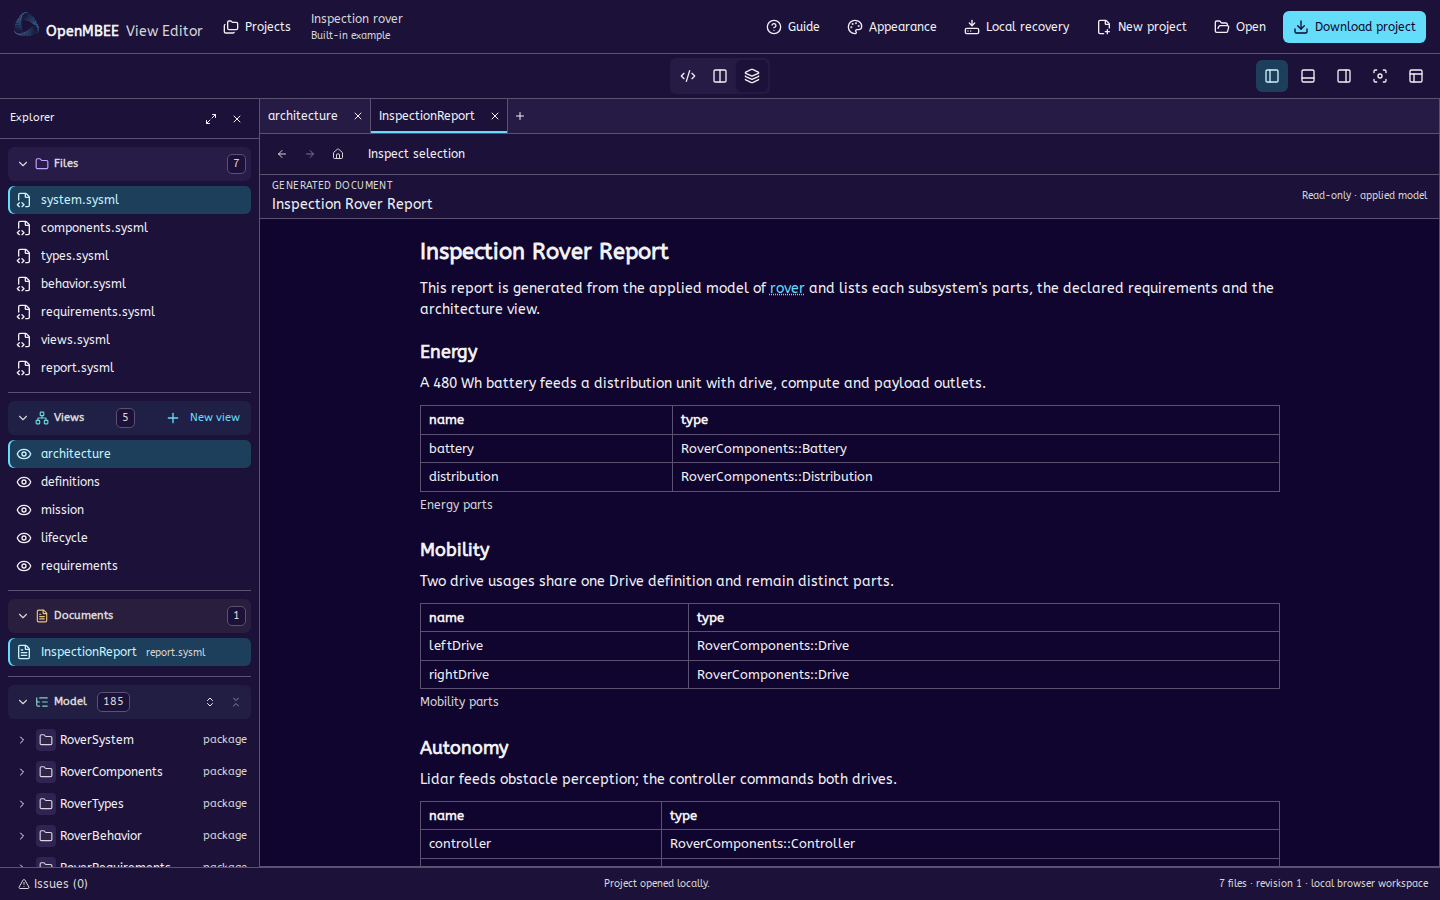 OpenMBEE View Editor
Projects
Inspection rover
Built-in example
Guide
Appearance
Local recovery
New project
Open
Download project
Explorer
Files 7
system.sysml
components.sysml
types.sysml
behavior.sysml
requirements.sysml
views.sysml
report.sysml
Views 5 New view
architecture
definitions
mission
lifecycle
requirements
Documents 1
InspectionReport report.sysml
Model 185
RoverSystem package
RoverComponents package
RoverTypes package
RoverBehavior package
RoverRequirements package
architecture
InspectionReport
Inspect selection
GENERATED DOCUMENT
Inspection Rover Report
Read-only · applied model
Inspection Rover Report
This report is generated from the applied model of rover and lists each subsystem's parts, the declared requirements and the
architecture view.
Energy
A 480 Wh battery feeds a distribution unit with drive, compute and payload outlets.
name type
battery RoverComponents::Battery
distribution RoverComponents::Distribution
Energy parts
Mobility
Two drive usages share one Drive definition and remain distinct parts.
name type
leftDrive RoverComponents::Drive
rightDrive RoverComponents::Drive
Mobility parts
Autonomy
Lidar feeds obstacle perception; the controller commands both drives.
name type
controller RoverComponents::Controller
Issues (0)
Project opened locally.
7 files · revision 1 · local browser workspace